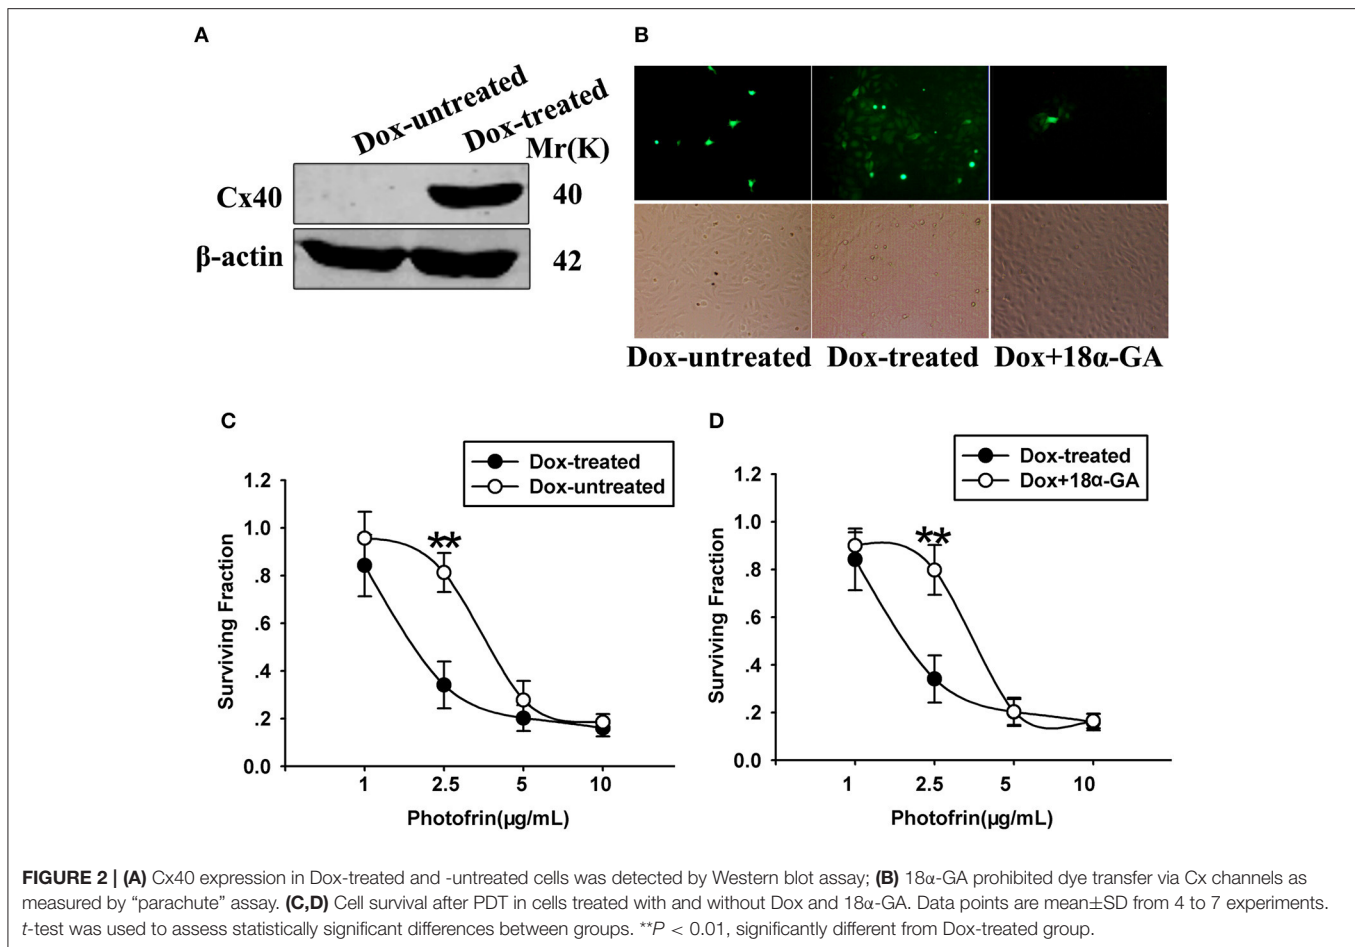 A
Dox-untreated
Dox-treated
Mr(K)
Cx40
40
β-actin
42
B
Dox-untreated
Dox-treated
Dox+18α-GA
C
Dox-treated
Dox-untreated
1.2
1.0
.8
.6
.4
.2
0.0
**
Surviving Fraction
1
2.5
5
10
Photofrin(μg/mL)
D
Dox-treated
Dox+18α-GA
1.2
1.0
.8
.6
.4
.2
0.0
**
Surviving Fraction
1
2.5
5
10
Photofrin(μg/mL)
FIGURE 2 | (A) Cx40 expression in Dox-treated and -untreated cells was detected by Western blot assay; (B) 18α-GA prohibited dye transfer via Cx channels as
measured by “parachute” assay. (C,D) Cell survival after PDT in cells treated with and without Dox and 18α-GA. Data points are mean±SD from 4 to 7 experiments.
t-test was used to assess statistically significant differences between groups. **P < 0.01, significantly different from Dox-treated group.